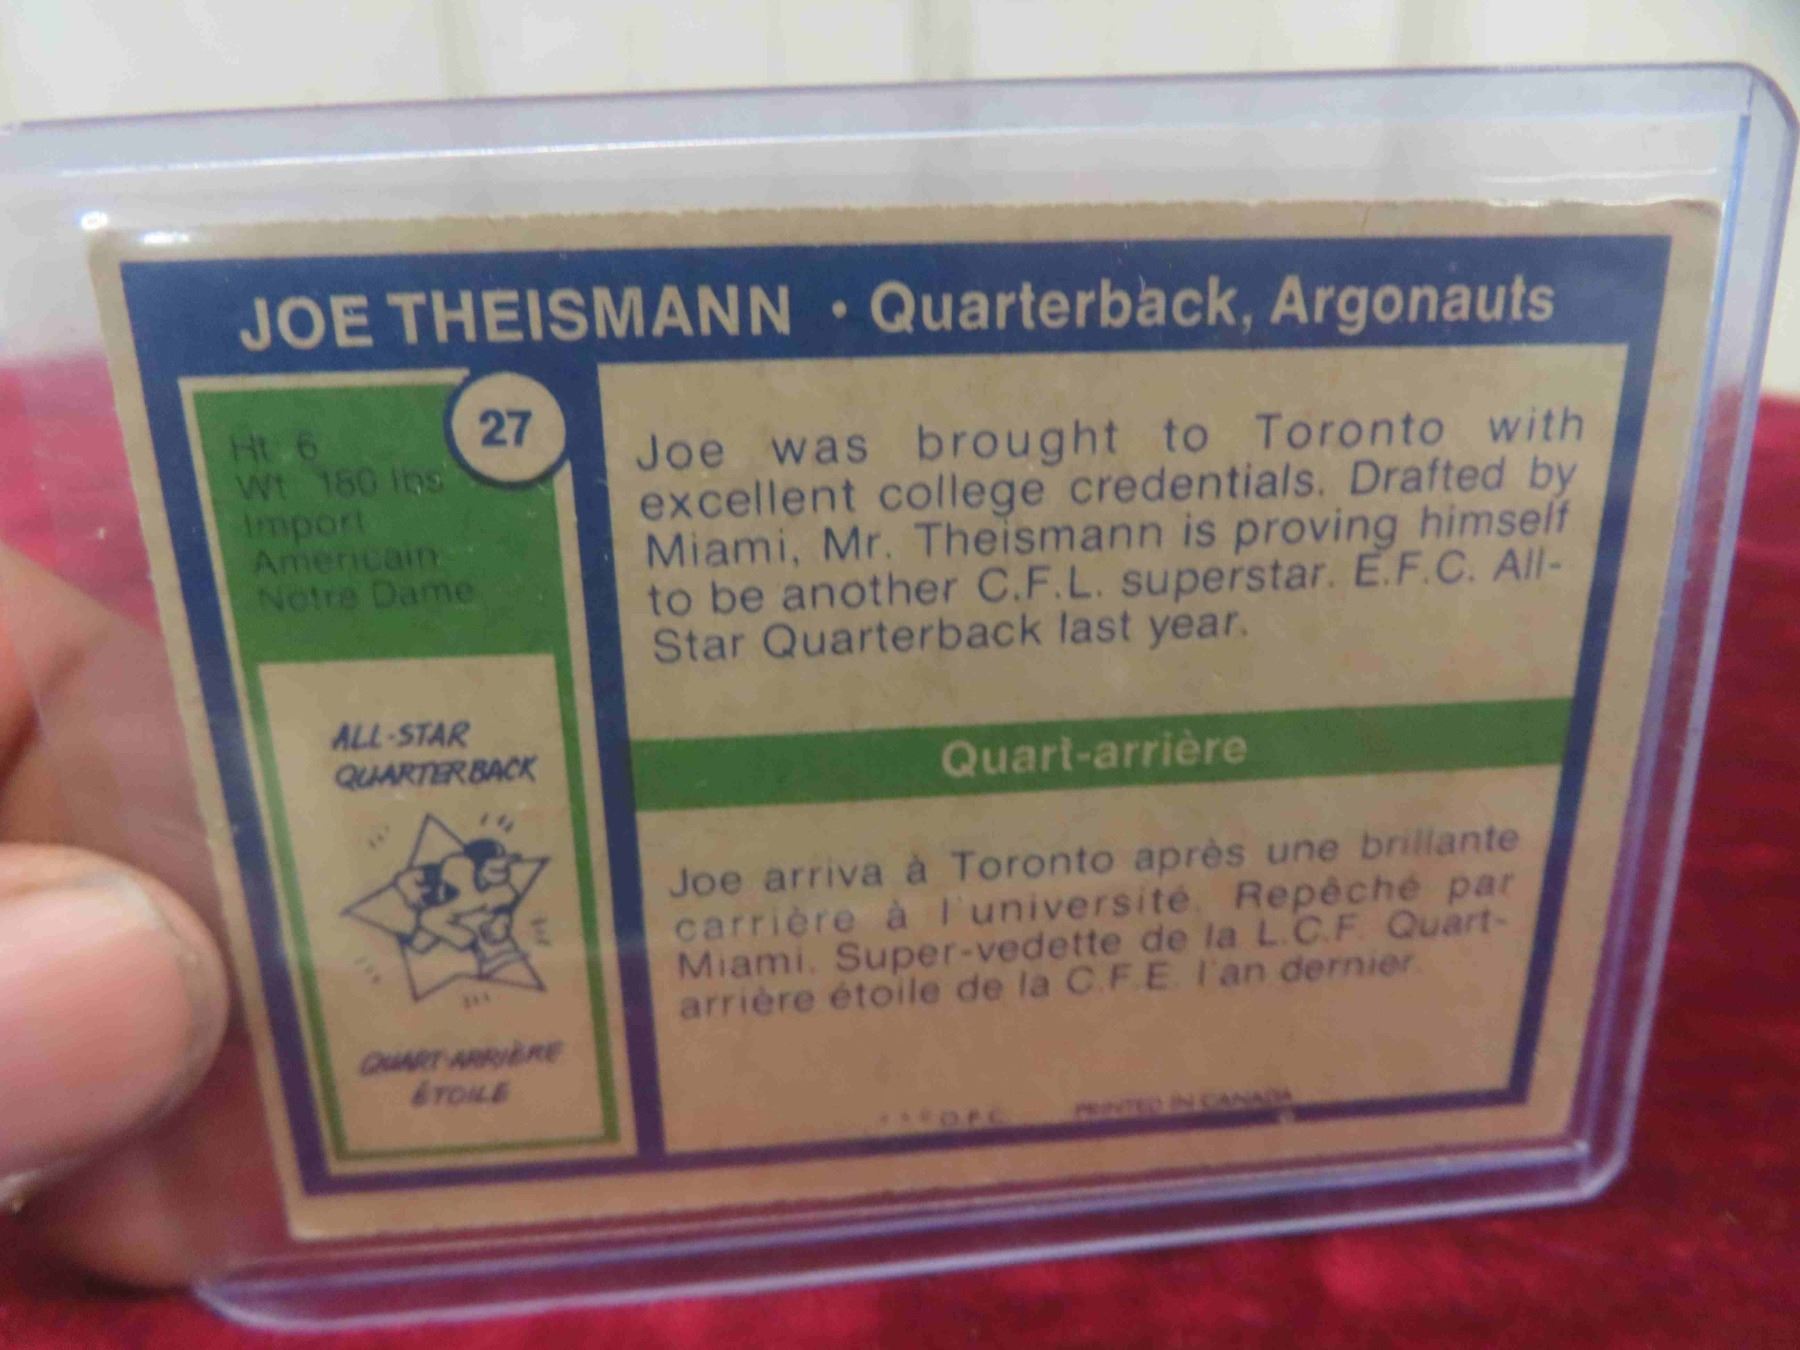 JOE THEISMANN • Quarterback, Argonauts
27
Ht 6
Wt 180 lbs
Import
Americain
Notre Dame
ALL-STAR
QUARTERBACK
QUART-ARRIÈRE
ÉTOILE
Joe was brought to Toronto with
excellent college credentials. Drafted by
Miami, Mr. Theismann is proving himself
to be another C.F.L. superstar. E.F.C. All-
Star Quarterback last year.
Quart-arrière
Joe arriva à Toronto après une brillante
carrière à l'université. Repêché par
Miami. Super-vedette de la L.C.F. Quart-
arrière étoile de la C.F.E. l'an dernier.
O.P.C. PRINTED IN CANADA